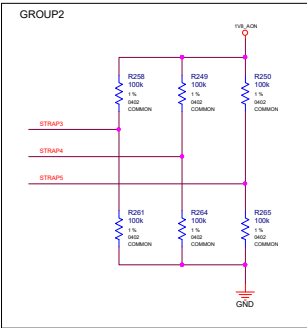 GROUP2
1V8_AON
R258
100k
1 %
0402
COMMON
R249
100k
1 %
0402
COMMON
R250
100k
1 %
0402
COMMON
STRAP3
STRAP4
STRAP5
R261
100k
1 %
0402
COMMON
R264
100k
1 %
0402
COMMON
R265
100k
1 %
0402
COMMON
GND